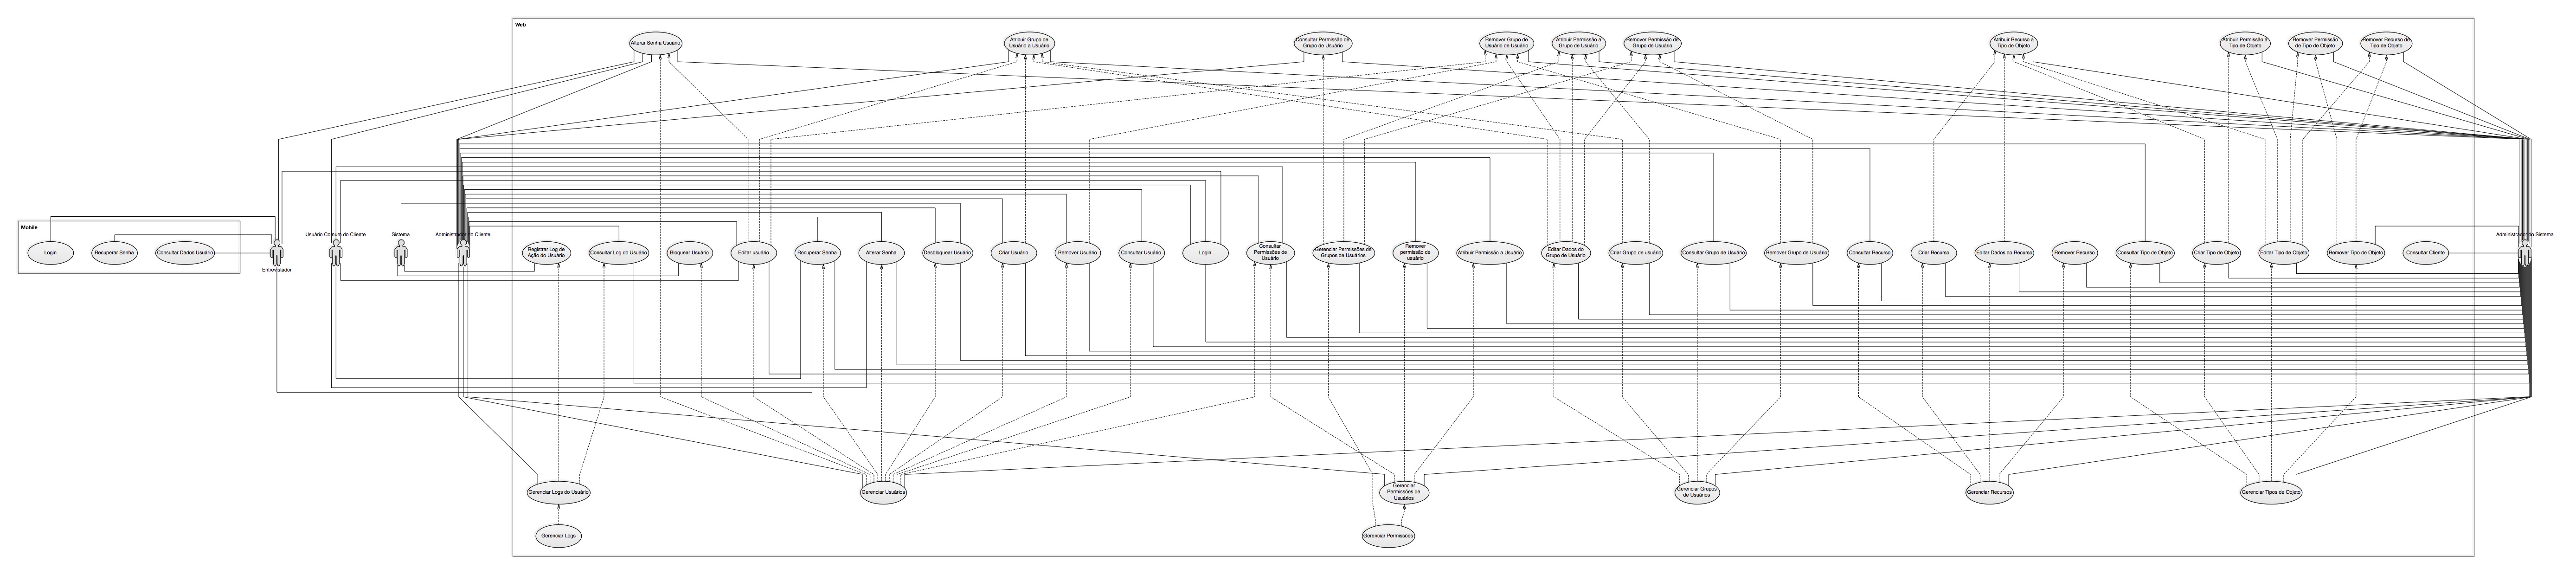 Web
Alterar Senha Usuário
Atribuir Grupo de
Usuário a Usuário
Consultar Permissão de
Grupo de Usuário
Remover Grupo de
Usuário de Usuário
Atribuir Permissão a
Grupo de Usuário
Remover Permissão de
Grupo de Usuário
Atribuir Recurso a
Tipo de Objeto
Atribuir Permissão a
Tipo de Objeto
Remover Permissão
de Tipo de Objeto
Remover Recurso de
Tipo de Objeto
Mobile
Login
Recuperar Senha
Consultar Dados Usuário
Entrevistador
Usuário Comum do Cliente
Sistema
Administrador do Cliente
Registrar Log de
Ação do Usuário
Consultar Log do Usuário
Bloquear Usuário
Editar usuário
Recuperar Senha
Alterar Senha
Desbloquear Usuário
Criar Usuário
Remover Usuário
Consultar Usuário
Login
Consultar
Permissões de
Usuário
Gerenciar Permissões de
Grupos de Usuários
Remover
permissão de
usuário
Atribuir Permissão a Usuário
Editar Dados do
Grupo de Usuário
Criar Grupo de usuário
Consultar Grupo de Usuário
Remover Grupo de Usuário
Consultar Recurso
Criar Recurso
Editar Dados do Recurso
Remover Recurso
Consultar Tipo de Objeto
Criar Tipo de Objeto
Editar Tipo de Objeto
Remover Tipo de Objeto
Consultar Cliente
Administrador do Sistema
Gerenciar Logs do Usuário
Gerenciar Usuários
Gerenciar
Permissões de
Usuários
Gerenciar Grupos
de Usuários
Gerenciar Recursos
Gerenciar Tipos de Objeto
Gerenciar Logs
Gerenciar Permissões